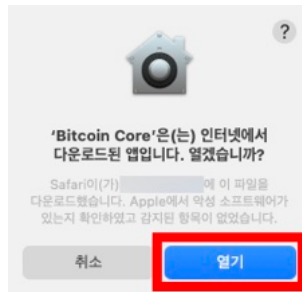 ?
'Bitcoin Core'은(는) 인터넷에서
다운로드된 앱입니다. 열겠습니까?
Safari이(가) 에 이 파일을
다운로드했습니다. Apple에서 악성 소프트웨어가
있는지 확인하였고 감지된 항목이 없었습니다.
취소 열기